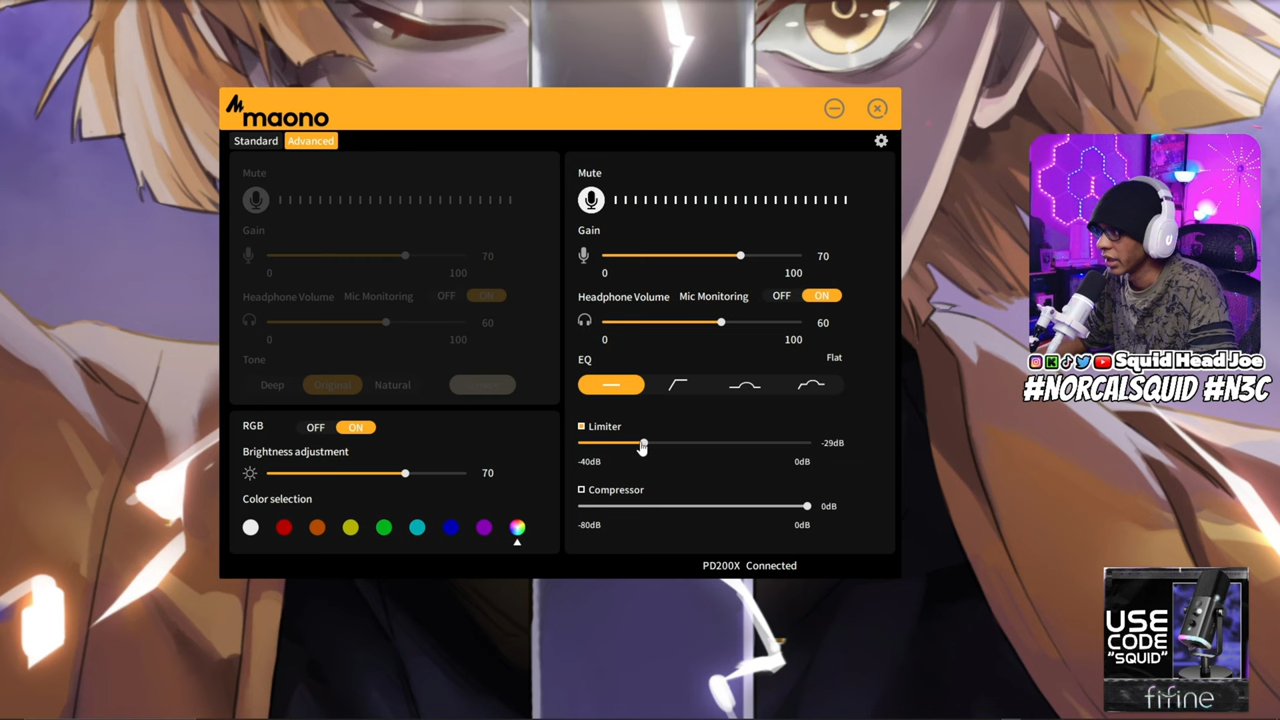 maono
Standard Advanced
Mute
Gain
70
0 100
Headphone Volume Mic Monitoring OFF ON
60
0 100
Tone
Deep Original Natural
RGB OFF ON
Brightness adjustment
70
Color selection
Mute
Gain
70
0 100
Headphone Volume Mic Monitoring OFF ON
60
0 100
EQ Flat
Limiter
-29dB
-40dB 0dB
Compressor
0dB
-80dB 0dB
PD200X Connected
Squid Head Joe
#NORCALSQUID #N3C
USE
CODE
"SQUID"
fifine